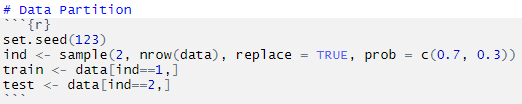 # Data Partition
```{r}
set.seed(123)
ind <- sample(2, nrow(data), replace = TRUE, prob = c(0.7, 0.3))
train <- data[ind==1,]
test <- data[ind==2,]
```